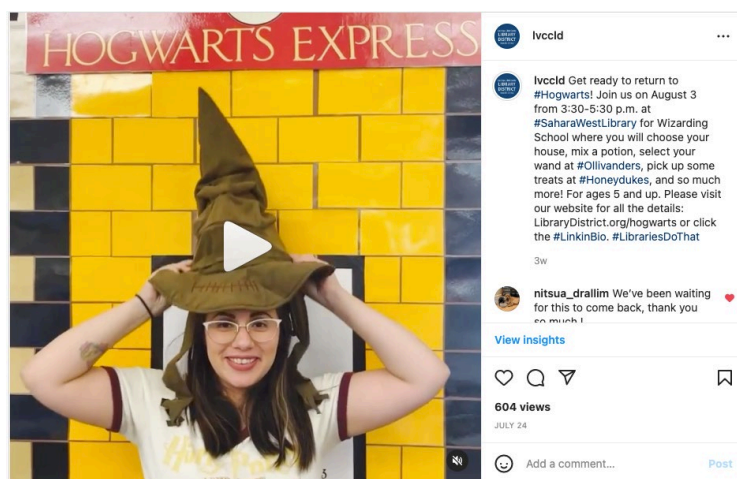 HOGWARTS EXPRESS
Harry Potter
lvccld
...
lvccld Get ready to return to
#Hogwarts! Join us on August 3
from 3:30-5:30 p.m. at
#SaharaWestLibrary for Wizarding
School where you will choose your
house, mix a potion, select your
wand at #Ollivanders, pick up some
treats at #Honeydukes, and so much
more! For ages 5 and up. Please visit
our website for all the details:
LibraryDistrict.org/hogwarts or click
the #LinkinBio. #LibrariesDoThat
3w
nitsua_drallim We've been waiting
for this to come back, thank you
so much !
View insights
604 views
JULY 24
Add a comment...
Post